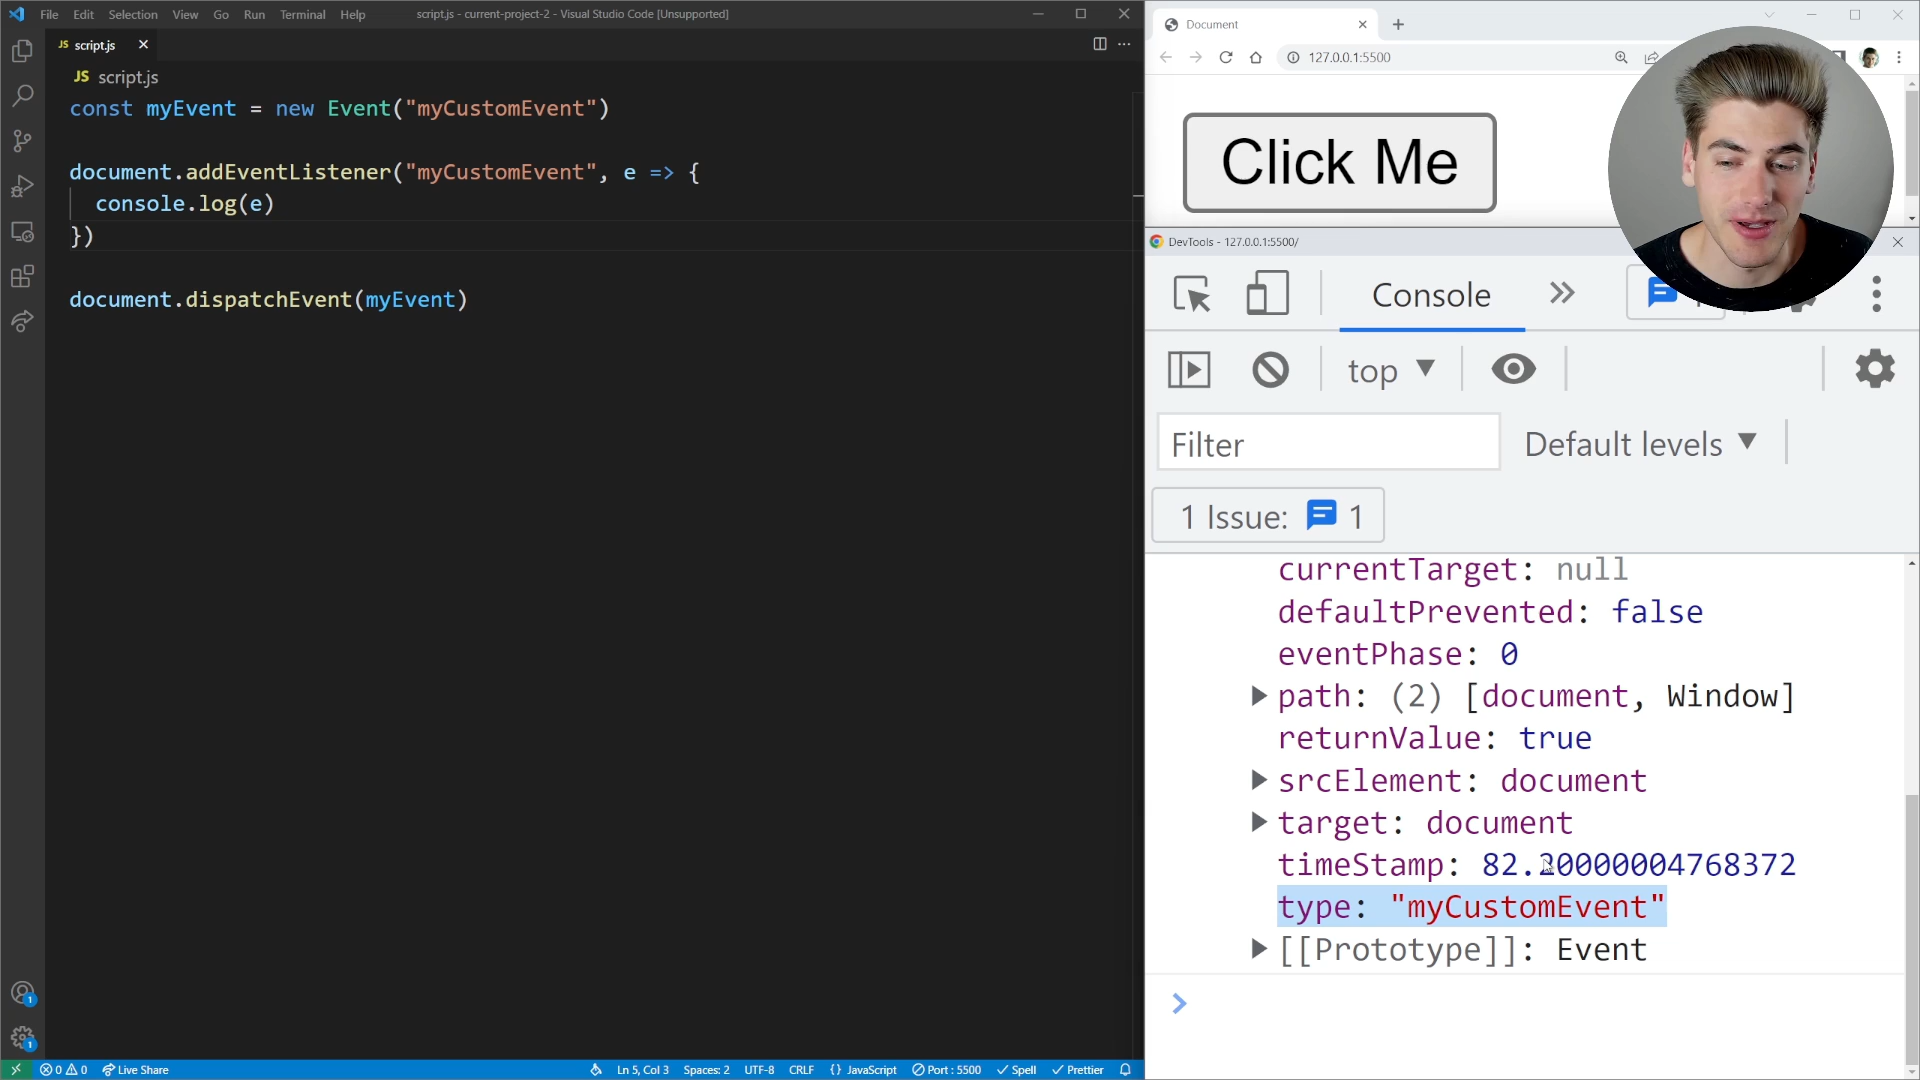 File Edit Selection View Go Run Terminal Help
script.js - current-project-2 - Visual Studio Code [Unsupported]
JS script.js
JS script.js
const myEvent = new Event("myCustomEvent")
document.addEventListener("myCustomEvent", e => {
console.log(e)
})
document.dispatchEvent(myEvent)
1
1
0 0 Live Share
Ln 5, Col 3 Spaces: 2 UTF-8 CRLF {} JavaScript Port : 5500 Spell Prettier
Document
127.0.0.1:5500
Click Me
DevTools - 127.0.0.1:5500/
Console
top
Filter
Default levels
1 Issue: 1
currentTarget: null
defaultPrevented: false
eventPhase: 0
path: (2) [document, Window]
returnValue: true
srcElement: document
target: document
timeStamp: 82.20000004768372
type: "myCustomEvent"
[[Prototype]]: Event